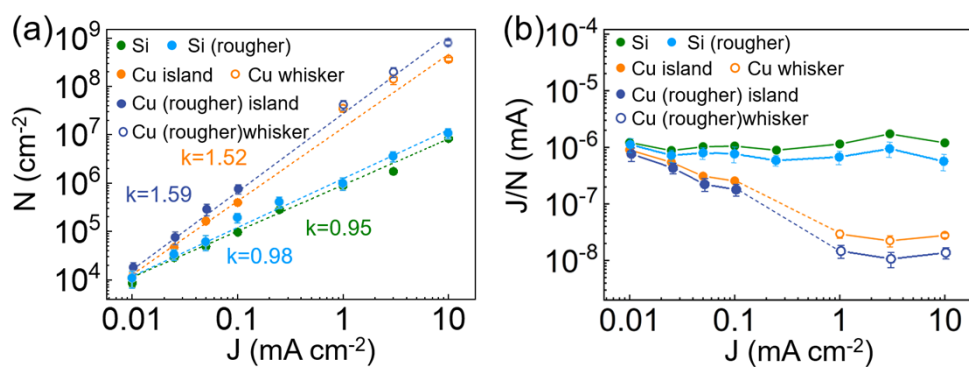 (a)
N (cm⁻²)
10⁹
10⁸
10⁷
10⁶
10⁵
10⁴
Si Si (rougher)
Cu island Cu whisker
Cu (rougher) island
Cu (rougher)whisker
k=1.52
k=1.59
k=0.95
k=0.98
0.01 0.1 1 10
J (mA cm⁻²)
(b)
J/N (mA)
10⁻⁴
10⁻⁵
10⁻⁶
10⁻⁷
10⁻⁸
Si Si (rougher)
Cu island Cu whisker
Cu (rougher) island
Cu (rougher)whisker
0.01 0.1 1 10
J (mA cm⁻²)